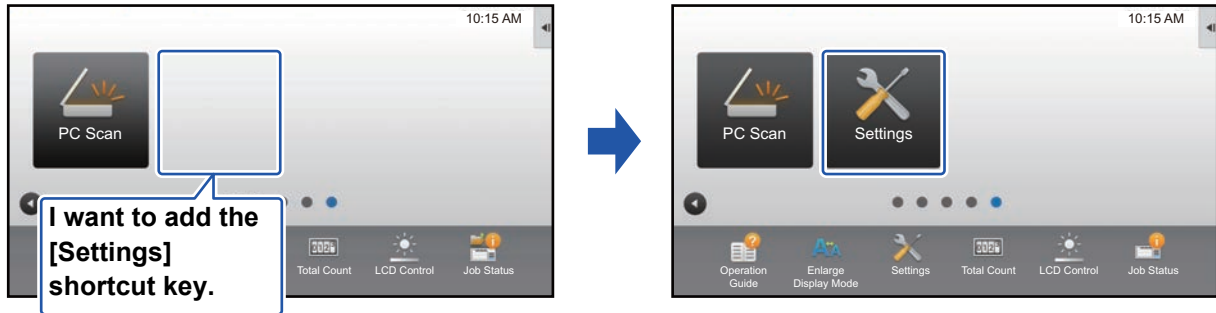 10:15 AM
PC Scan
I want to add the
[Settings]
shortcut key.
Total Count
LCD Control
Job Status
10:15 AM
PC Scan
Settings
Operation
Guide
Enlarge
Display Mode
Settings
Total Count
LCD Control
Job Status